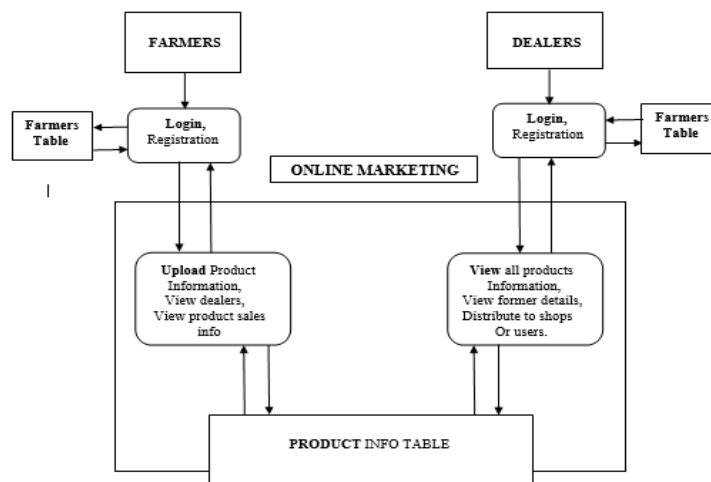 FARMERS
DEALERS
Farmers
Table
Login,
Registration
Login,
Registration
Farmers
Table
ONLINE MARKETING
Upload Product
Information,
View dealers,
View product sales
info
View all products
Information,
View former details,
Distribute to shops
Or users.
PRODUCT INFO TABLE